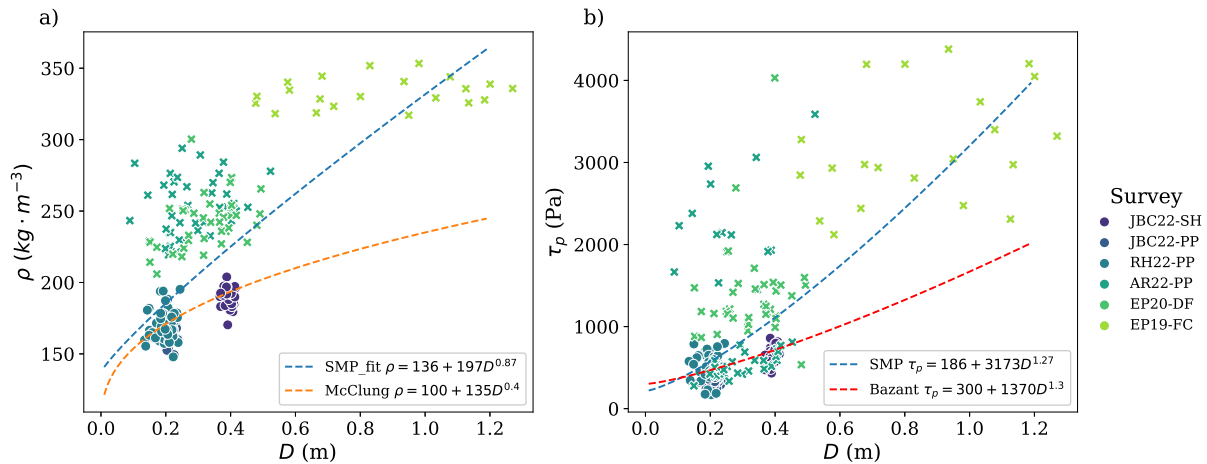 a)
b)
350
300
250
200
150
ρ (kg · m⁻³)
0.0 0.2 0.4 0.6 0.8 1.0 1.2
D (m)
SMP_fit ρ = 136 + 197D^0.87
McClung ρ = 100 + 135D^0.4
4000
3000
2000
1000
0
τ_p (Pa)
0.0 0.2 0.4 0.6 0.8 1.0 1.2
D (m)
SMP τ_p = 186 + 3173D^1.27
Bazant τ_p = 300 + 1370D^1.3
Survey
JBC22-SH
JBC22-PP
RH22-PP
AR22-PP
EP20-DF
EP19-FC